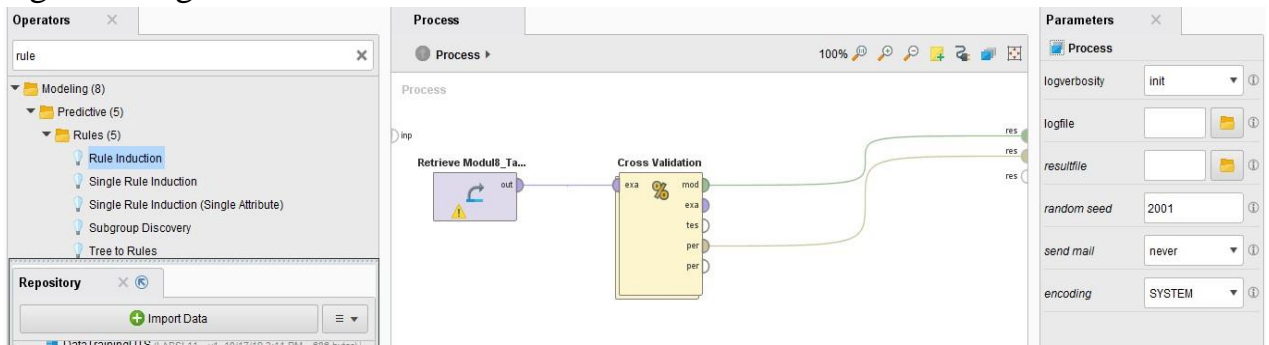 Operators
rule
Modeling (8)
Predictive (5)
Rules (5)
Rule Induction
Single Rule Induction
Single Rule Induction (Single Attribute)
Subgroup Discovery
Tree to Rules
Repository
Import Data
Process
Process
100%
Process
inp
Retrieve Modul8_Ta...
out
Cross Validation
exa
%
mod
exa
tes
per
per
res
res
res
Parameters
Process
logverbosity init
logfile
resultfile
random seed 2001
send mail never
encoding SYSTEM